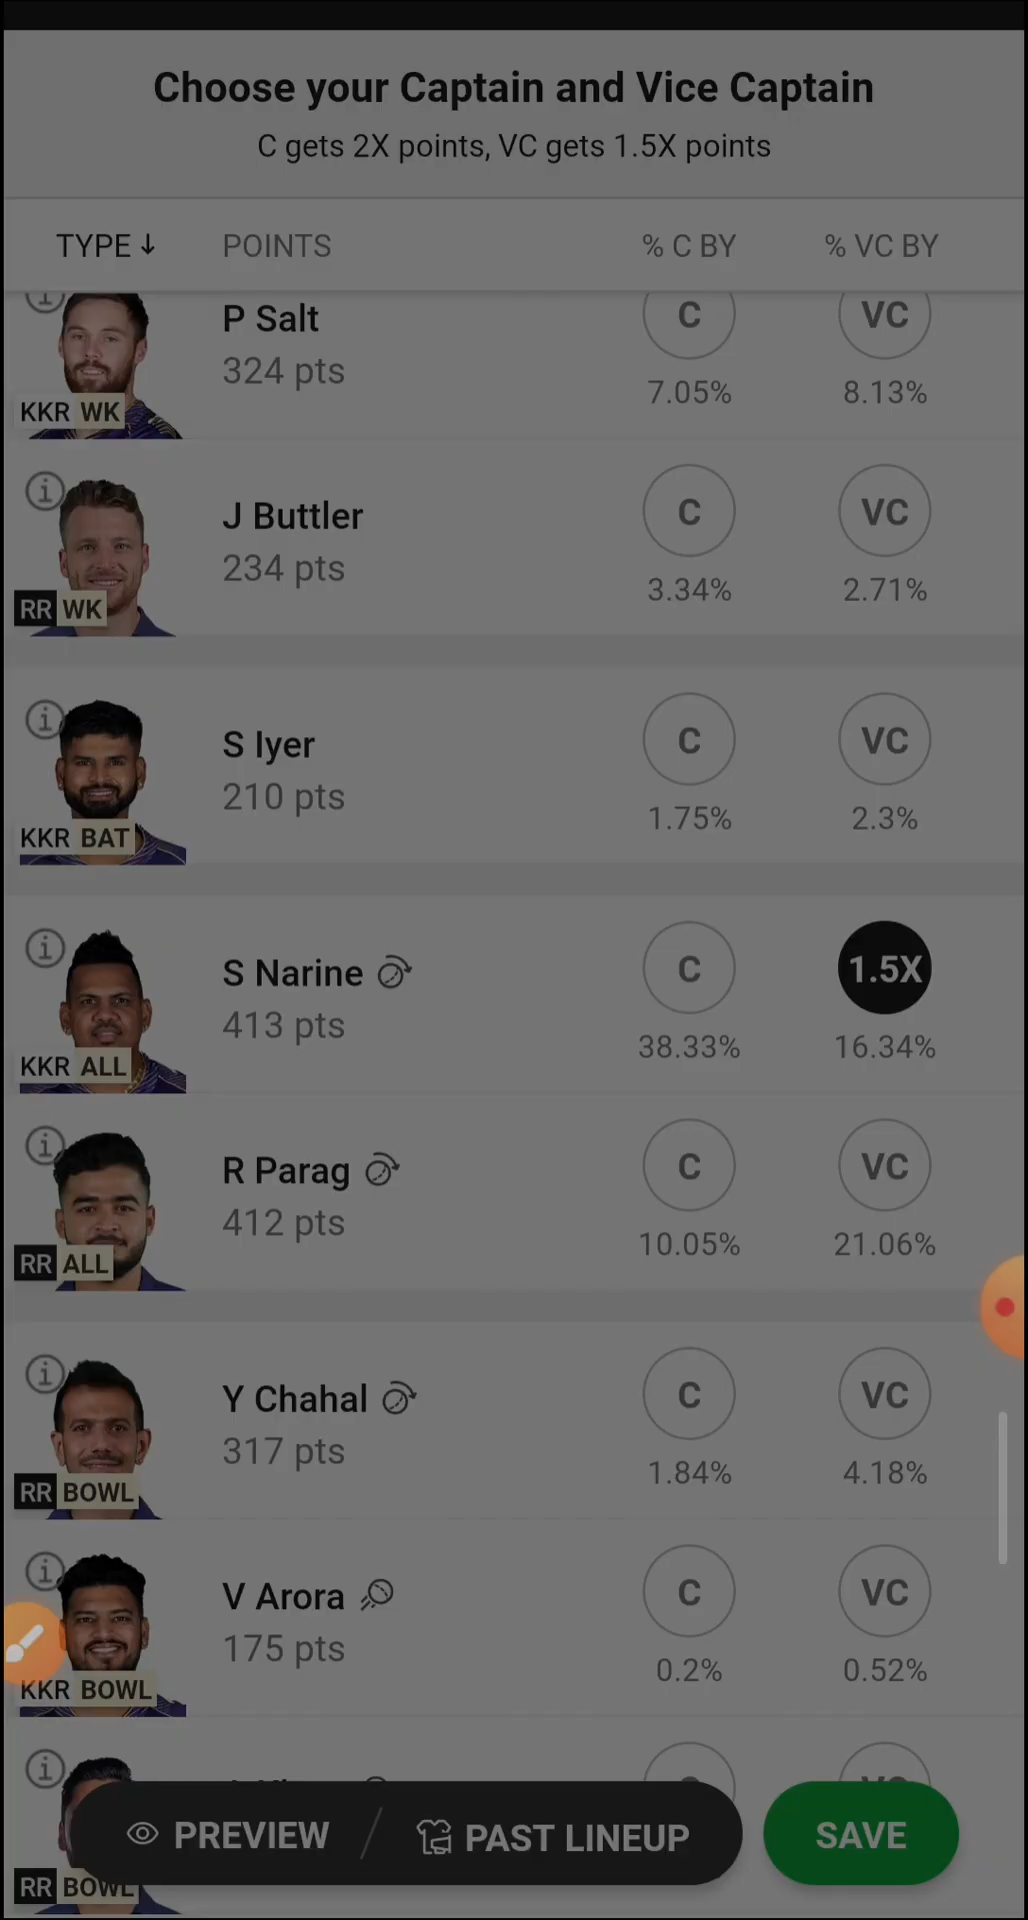 Choose your Captain and Vice Captain
C gets 2X points, VC gets 1.5X points
TYPE ↓ POINTS % C BY % VC BY
P Salt C VC
324 pts 7.05% 8.13%
KKR WK
J Buttler C VC
234 pts 3.34% 2.71%
RR WK
S Iyer C VC
210 pts 1.75% 2.3%
KKR BAT
S Narine C 1.5X
413 pts 38.33% 16.34%
KKR ALL
R Parag C VC
412 pts 10.05% 21.06%
RR ALL
Y Chahal C VC
317 pts 1.84% 4.18%
RR BOWL
V Arora C VC
175 pts 0.2% 0.52%
KKR BOWL
PREVIEW / PAST LINEUP SAVE
RR BOWL